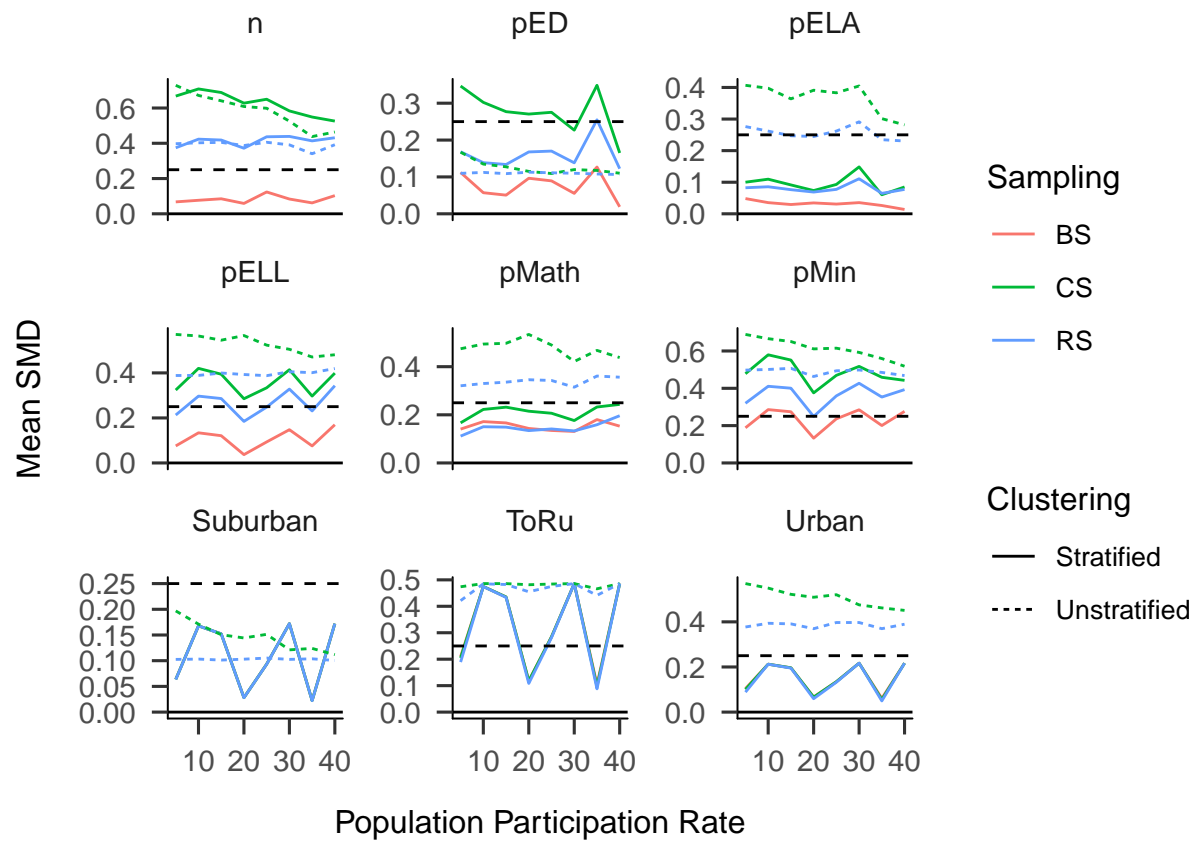 n pED pELA
0.6
0.4
0.2
0.0
0.3
0.2
0.1
0.0
0.4
0.3
0.2
0.1
0.0
pELL pMath pMin
0.4
0.2
0.0
0.4
0.2
0.0
0.6
0.4
0.2
0.0
Suburban ToRu Urban
0.25
0.20
0.15
0.10
0.05
0.00
0.5
0.4
0.3
0.2
0.1
0.0
0.4
0.2
0.0
10 20 30 40 10 20 30 40 10 20 30 40
Population Participation Rate
Mean SMD
Sampling
BS
CS
RS
Clustering
Stratified
Unstratified